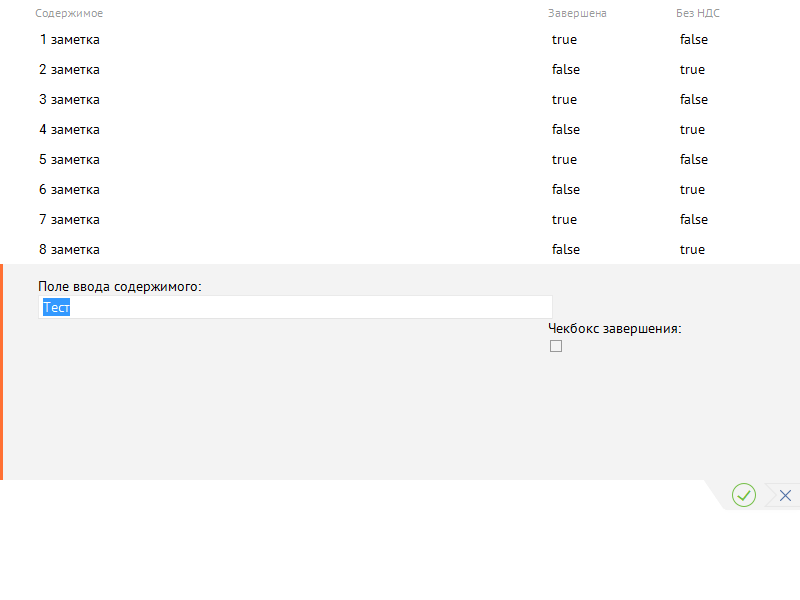 Содержимое Завершена Без НДС
1 заметка true false
2 заметка false true
3 заметка true false
4 заметка false true
5 заметка true false
6 заметка false true
7 заметка true false
8 заметка false true
Поле ввода содержимого:
Тест
Чекбокс завершения: